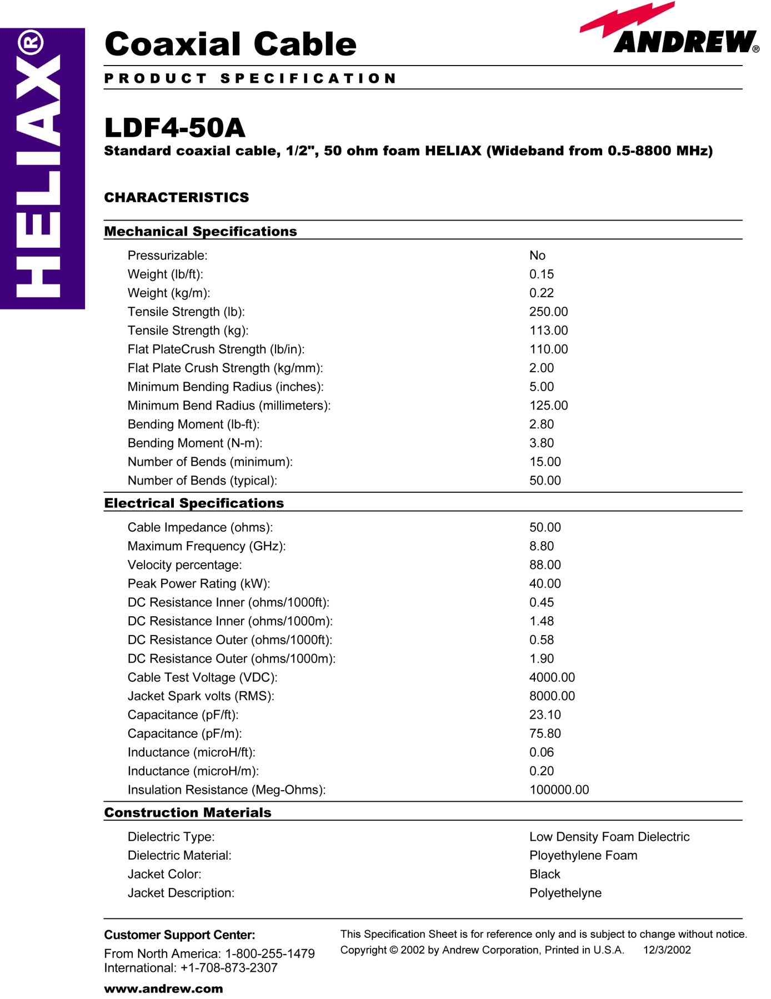 HELIAX®
Coaxial Cable
ANDREW®
PRODUCT SPECIFICATION
LDF4-50A
Standard coaxial cable, 1/2", 50 ohm foam HELIAX (Wideband from 0.5-8800 MHz)
CHARACTERISTICS
Mechanical Specifications
Pressurizable: No
Weight (lb/ft): 0.15
Weight (kg/m): 0.22
Tensile Strength (lb): 250.00
Tensile Strength (kg): 113.00
Flat PlateCrush Strength (lb/in): 110.00
Flat Plate Crush Strength (kg/mm): 2.00
Minimum Bending Radius (inches): 5.00
Minimum Bend Radius (millimeters): 125.00
Bending Moment (lb-ft): 2.80
Bending Moment (N-m): 3.80
Number of Bends (minimum): 15.00
Number of Bends (typical): 50.00
Electrical Specifications
Cable Impedance (ohms): 50.00
Maximum Frequency (GHz): 8.80
Velocity percentage: 88.00
Peak Power Rating (kW): 40.00
DC Resistance Inner (ohms/1000ft): 0.45
DC Resistance Inner (ohms/1000m): 1.48
DC Resistance Outer (ohms/1000ft): 0.58
DC Resistance Outer (ohms/1000m): 1.90
Cable Test Voltage (VDC): 4000.00
Jacket Spark volts (RMS): 8000.00
Capacitance (pF/ft): 23.10
Capacitance (pF/m): 75.80
Inductance (microH/ft): 0.06
Inductance (microH/m): 0.20
Insulation Resistance (Meg-Ohms): 100000.00
Construction Materials
Dielectric Type: Low Density Foam Dielectric
Dielectric Material: Ployethylene Foam
Jacket Color: Black
Jacket Description: Polyethelyne
Customer Support Center:
From North America: 1-800-255-1479
International: +1-708-873-2307
www.andrew.com
This Specification Sheet is for reference only and is subject to change without notice.
Copyright © 2002 by Andrew Corporation, Printed in U.S.A. 12/3/2002